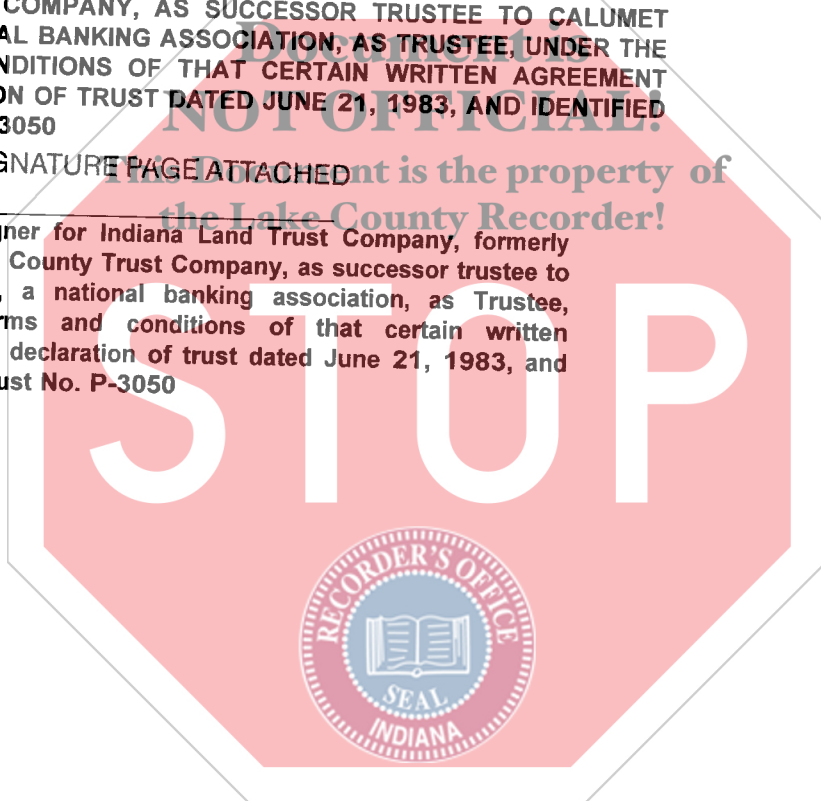 COMPANY, AS SUCCESSOR TRUSTEE TO CALUMET
AL BANKING ASSOCIATION, AS TRUSTEE, UNDER THE
NDITIONS OF THAT CERTAIN WRITTEN AGREEMENT
ON OF TRUST DATED JUNE 21, 1983, AND IDENTIFIED
3050
GNATURE PAGE ATTACHED
Document is
NOT OFFICIAL!
This Document is the property of
the Lake County Recorder!
ner for Indiana Land Trust Company, formerly
County Trust Company, as successor trustee to
, a national banking association, as Trustee,
rms and conditions of that certain written
declaration of trust dated June 21, 1983, and
ust No. P-3050
STOP
RECORDER'S OFFICE
SEAL
INDIANA